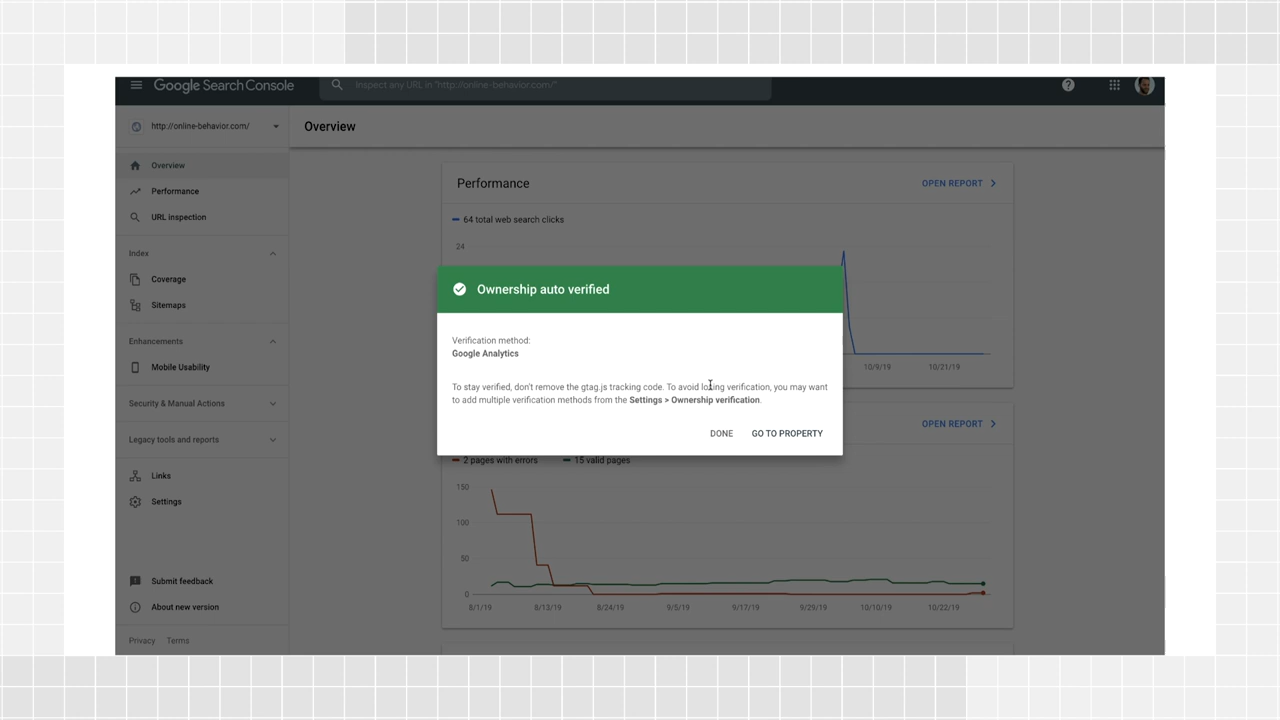 Google Search Console
Inspect any URL in "http://online-behavior.com/"
http://online-behavior.com/
Overview
Overview
Performance
URL inspection
Index
Coverage
Sitemaps
Enhancements
Mobile Usability
Security & Manual Actions
Legacy tools and reports
Links
Settings
Submit feedback
About new version
Privacy Terms
Performance
OPEN REPORT
64 total web search clicks
24
10/9/19 10/21/19
Ownership auto verified
Verification method:
Google Analytics
To stay verified, don't remove the gtag.js tracking code. To avoid losing verification, you may want
to add multiple verification methods from the Settings > Ownership verification.
DONE GO TO PROPERTY
OPEN REPORT
2 pages with errors 15 valid pages
150
100
50
0
8/1/19 8/13/19 8/24/19 9/5/19 9/17/19 9/29/19 10/10/19 10/22/19